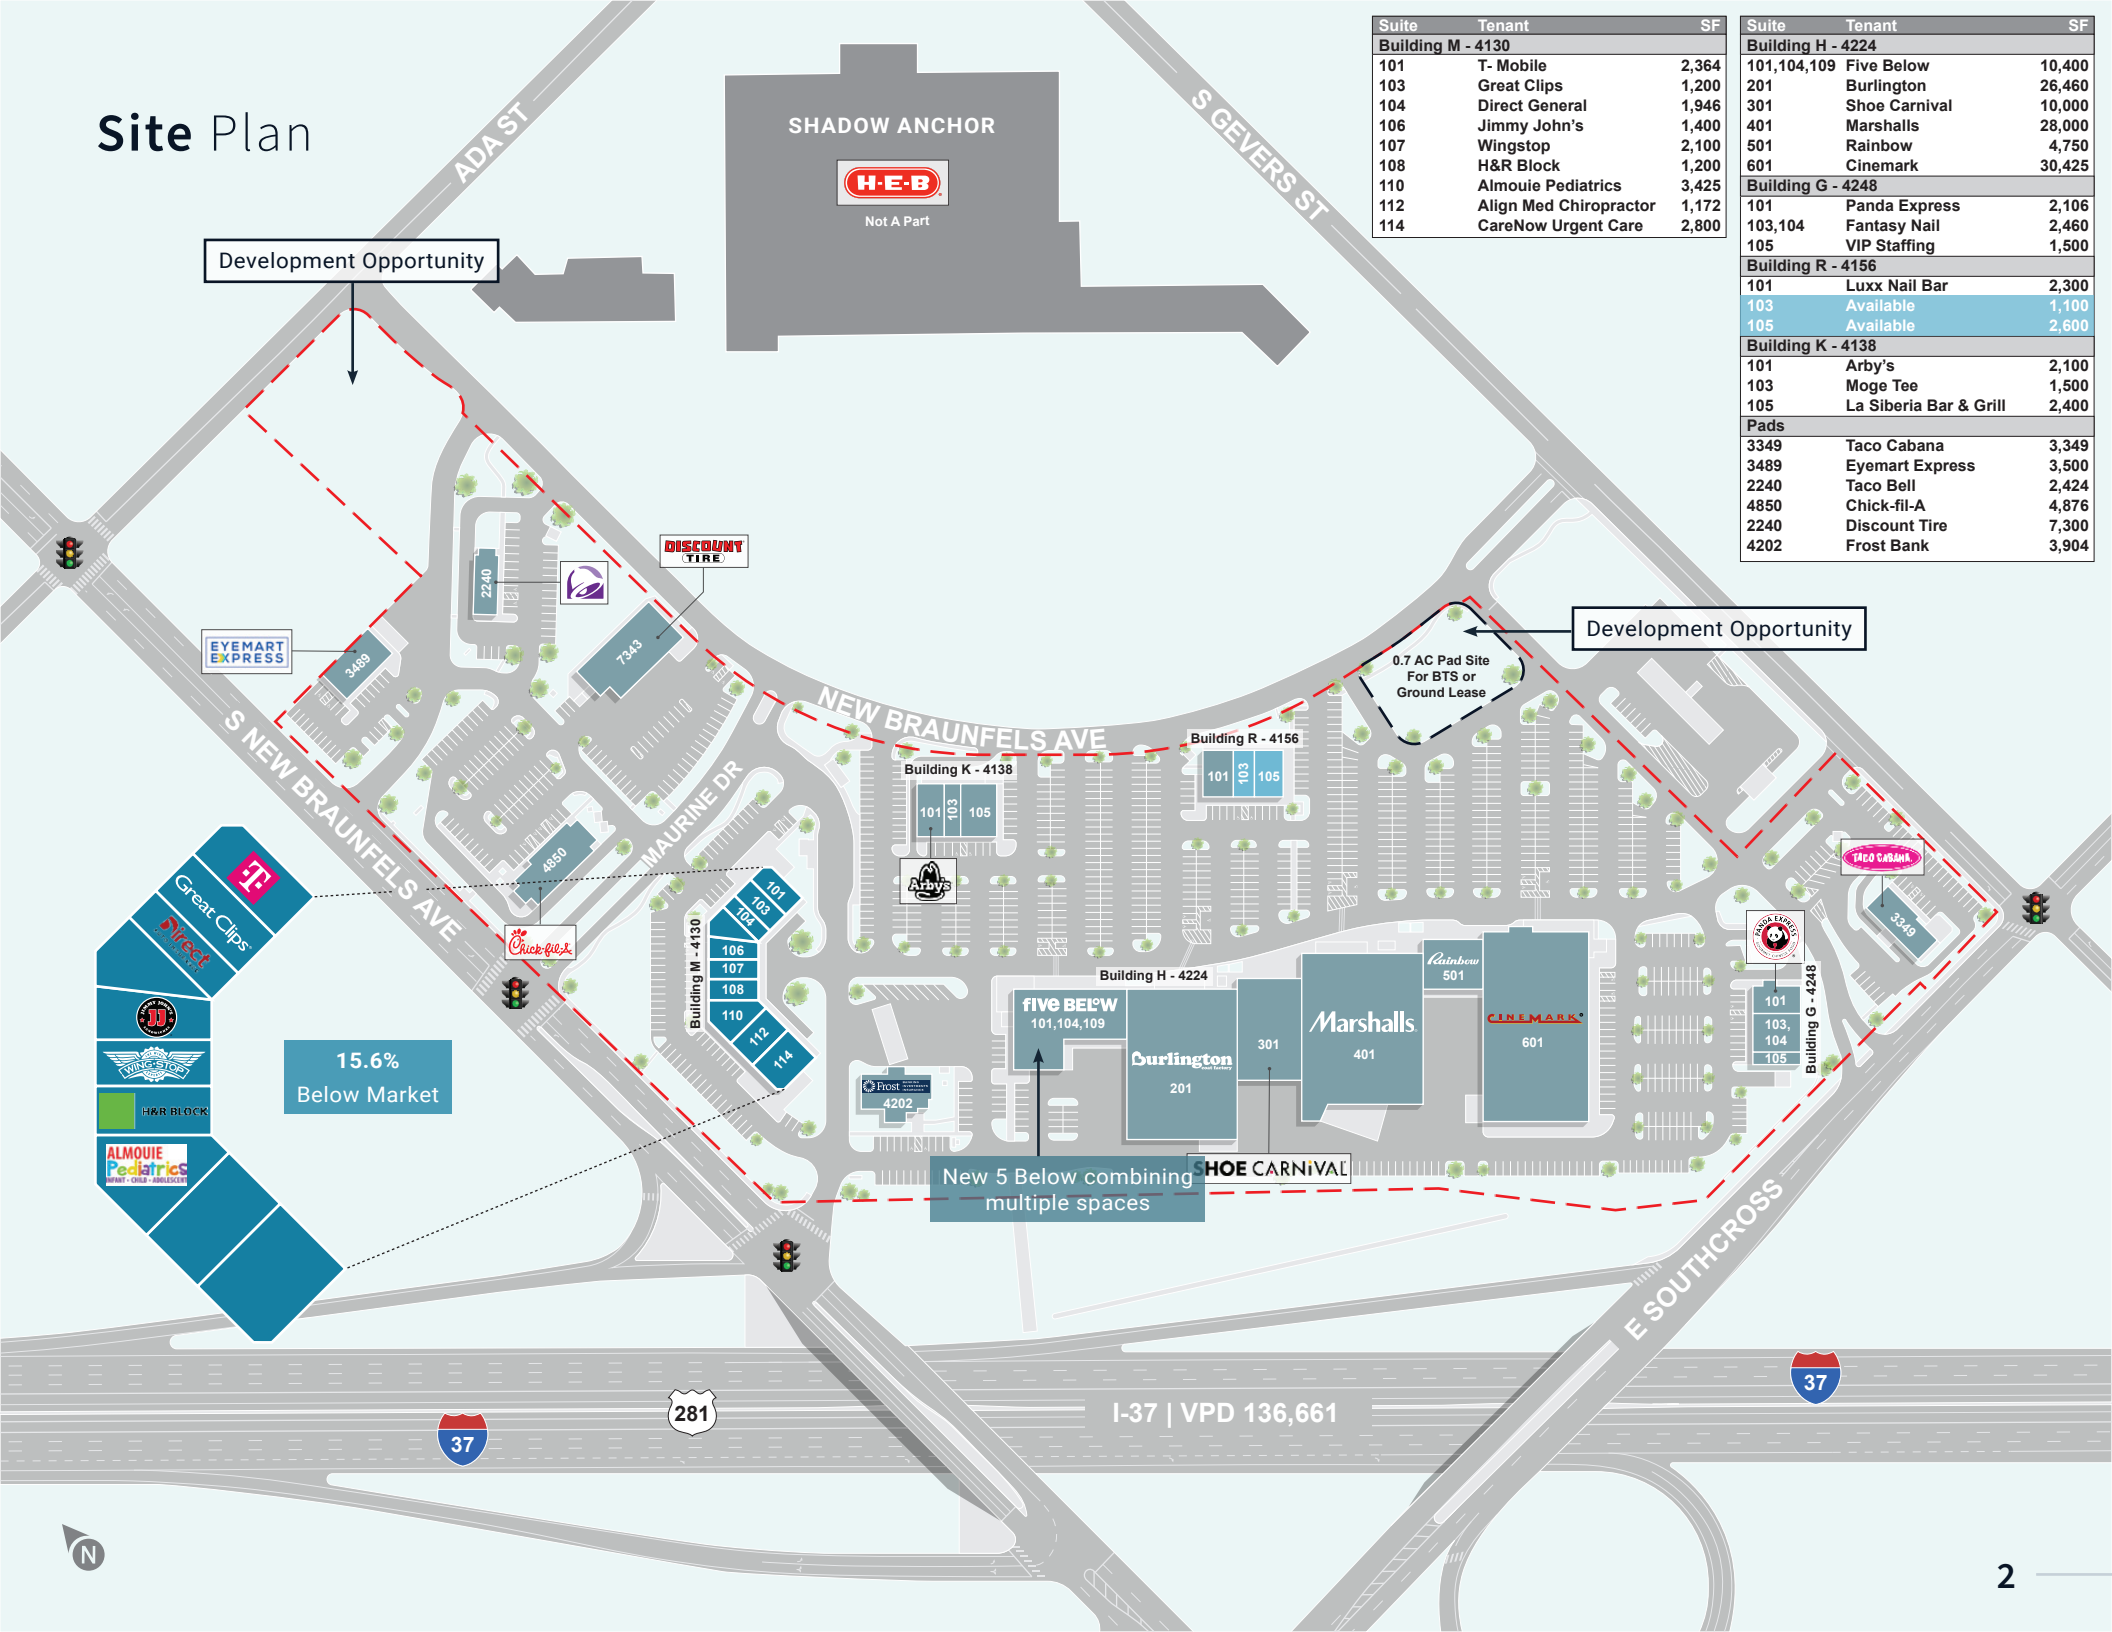 Site Plan
Suite Tenant SF
Building M - 4130
101 T- Mobile 2,364
103 Great Clips 1,200
104 Direct General 1,946
106 Jimmy John's 1,400
107 Wingstop 2,100
108 H&R Block 1,200
110 Almouie Pediatrics 3,425
112 Align Med Chiropractor 1,172
114 CareNow Urgent Care 2,800
Suite Tenant SF
Building H - 4224
101,104,109 Five Below 10,400
201 Burlington 26,460
301 Shoe Carnival 10,000
401 Marshalls 28,000
501 Rainbow 4,750
601 Cinemark 30,425
Building G - 4248
101 Panda Express 2,106
103,104 Fantasy Nail 2,460
105 VIP Staffing 1,500
Building R - 4156
101 Luxx Nail Bar 2,300
103 Available 1,100
105 Available 2,600
Building K - 4138
101 Arby's 2,100
103 Moge Tee 1,500
105 La Siberia Bar & Grill 2,400
Pads
3349 Taco Cabana 3,349
3489 Eyemart Express 3,500
2240 Taco Bell 2,424
4850 Chick-fil-A 4,876
2240 Discount Tire 7,300
4202 Frost Bank 3,904
ADA ST
S GEVERS ST
SHADOW ANCHOR
H-E-B
Not A Part
Development Opportunity
2240
DISCOUNT
TIRE
7343
EYEMART
EXPRESS
3489
S NEW BRAUNFELS AVE
NEW BRAUNFELS AVE
MAURINE DR
Development Opportunity
0.7 AC Pad Site
For BTS or
Ground Lease
Building R - 4156
101
103
105
Building K - 4138
101
103
105
Arby's
4850
Chick-fil-A
TACO CABANA
3349
T
Great Clips
Direct
JIMMY JOHN'S
JJ
WING·STOP
H&R BLOCK
ALMOUIE
Pediatrics
INFANT • CHILD • ADOLESCENT
15.6%
Below Market
Building M - 4130
101
103
104
106
107
108
110
112
114
PANDA EXPRESS
101
103,
104
105
Building G - 4248
Building H - 4224
five BELOW
101,104,109
Burlington
201
301
Marshalls
401
Rainbow
501
CINEMARK
601
Frost
4202
New 5 Below combining
multiple spaces
SHOE CARNIVAL
E SOUTHCROSS
37
281
I-37 | VPD 136,661
37
N
2